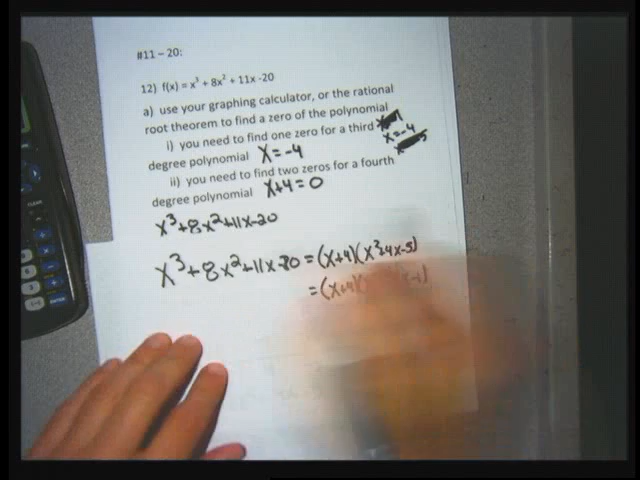 #11 – 20:
12) f(x) = x³ + 8x² + 11x -20
a) use your graphing calculator, or the rational
root theorem to find a zero of the polynomial
i) you need to find one zero for a third
x=-4
degree polynomial x=-4
ii) you need to find two zeros for a fourth
degree polynomial x+4=0
x³+8x²+11x-20
x³+8x²+11x-20 = (x+4)(x²+4x-5)
= (x+4)(